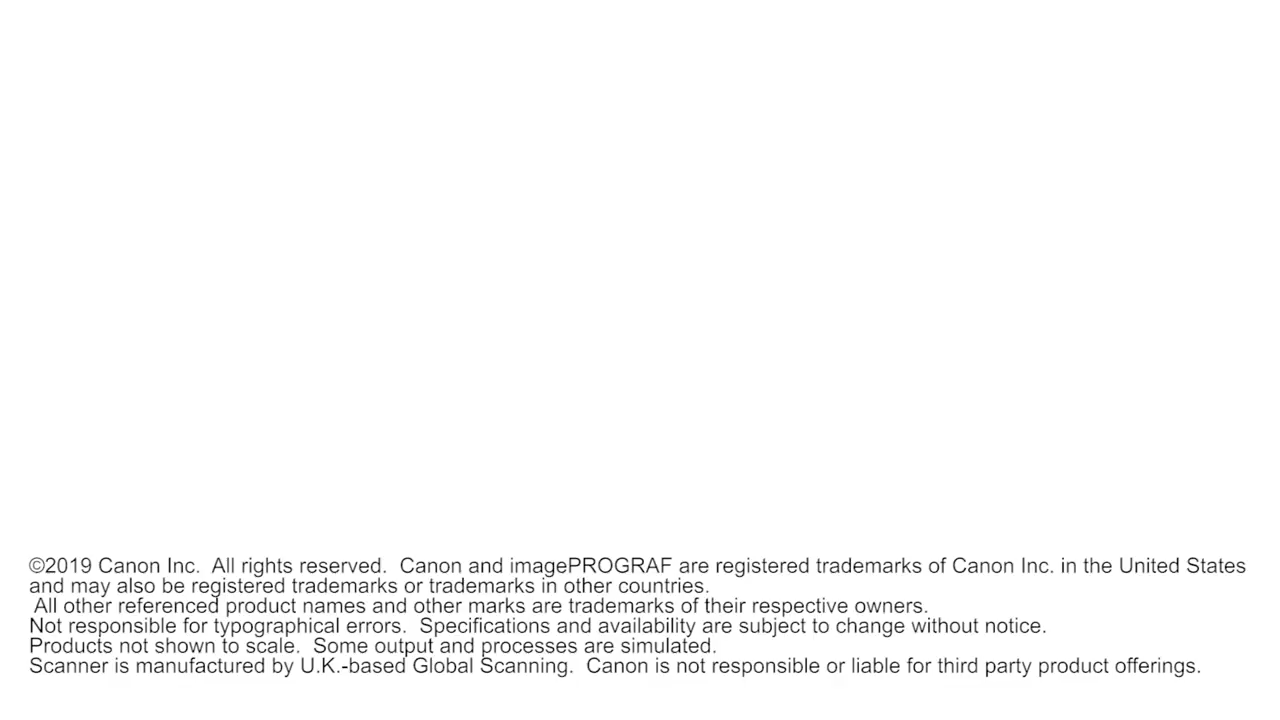 ©2019 Canon Inc.  All rights reserved.  Canon and imagePROGRAF are registered trademarks of Canon Inc. in the United States
and may also be registered trademarks or trademarks in other countries.
All other referenced product names and other marks are trademarks of their respective owners.
Not responsible for typographical errors.  Specifications and availability are subject to change without notice.
Products not shown to scale.  Some output and processes are simulated.
Scanner is manufactured by U.K.-based Global Scanning.  Canon is not responsible or liable for third party product offerings.